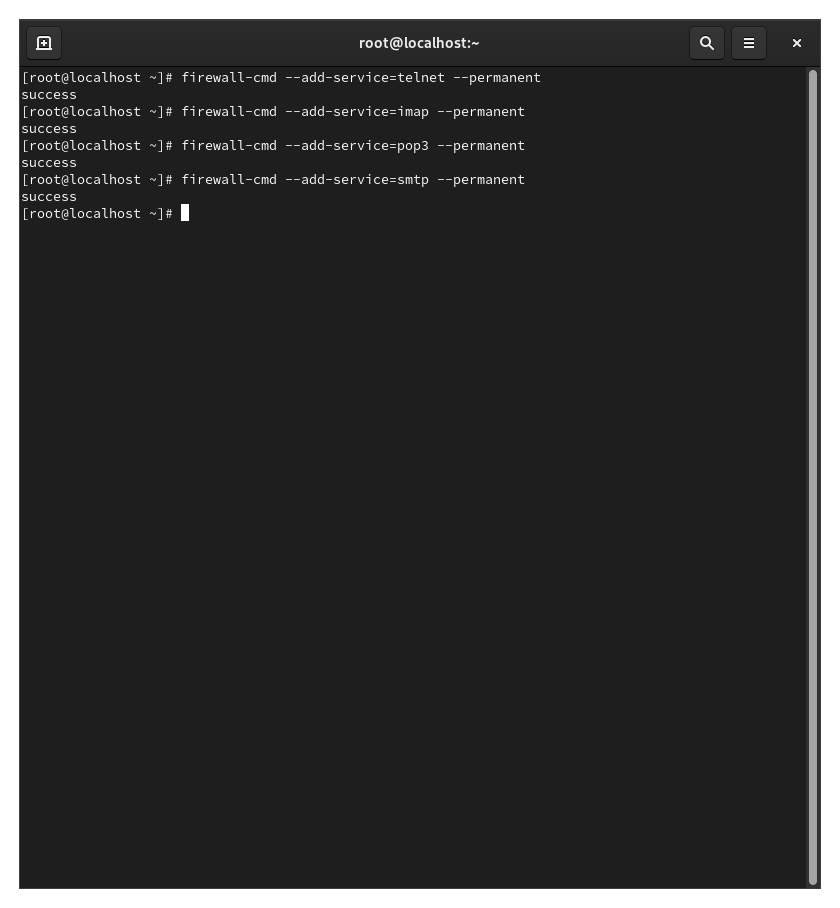 root@localhost:~
[root@localhost ~]# firewall-cmd --add-service=telnet --permanent
success
[root@localhost ~]# firewall-cmd --add-service=imap --permanent
success
[root@localhost ~]# firewall-cmd --add-service=pop3 --permanent
success
[root@localhost ~]# firewall-cmd --add-service=smtp --permanent
success
[root@localhost ~]#